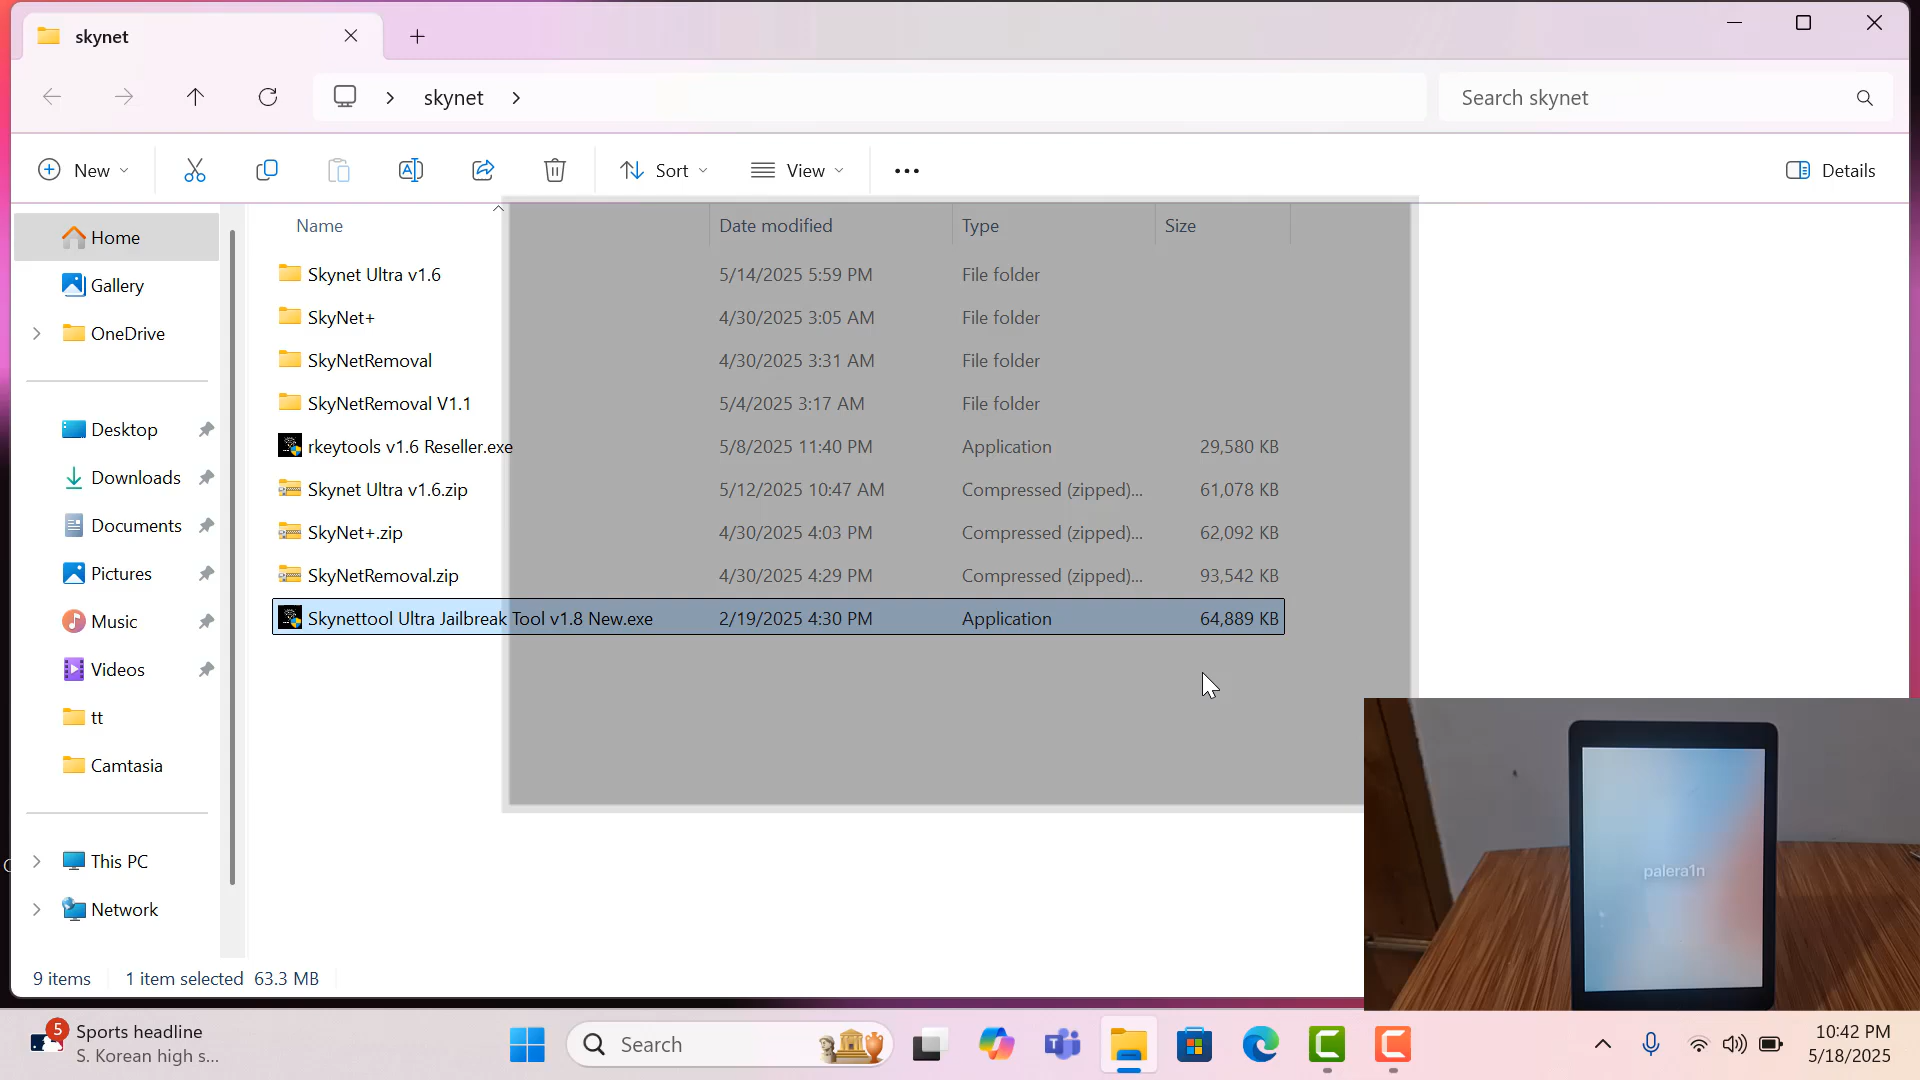 skynet
skynet
Search skynet
New
Sort
View
Details
Name
Date modified
Type
Size
Home
Gallery
OneDrive
Desktop
Downloads
Documents
Pictures
Music
Videos
tt
Camtasia
This PC
Network
Skynet Ultra v1.6 5/14/2025 5:59 PM File folder
SkyNet+ 4/30/2025 3:05 AM File folder
SkyNetRemoval 4/30/2025 3:31 AM File folder
SkyNetRemoval V1.1 5/4/2025 3:17 AM File folder
rkeytools v1.6 Reseller.exe 5/8/2025 11:40 PM Application 29,580 KB
Skynet Ultra v1.6.zip 5/12/2025 10:47 AM Compressed (zipped)... 61,078 KB
SkyNet+.zip 4/30/2025 4:03 PM Compressed (zipped)... 62,092 KB
SkyNetRemoval.zip 4/30/2025 4:29 PM Compressed (zipped)... 93,542 KB
Skynettool Ultra Jailbreak Tool v1.8 New.exe 2/19/2025 4:30 PM Application 64,889 KB
palera1n
9 items 1 item selected 63.3 MB
5
Sports headline
S. Korean high s...
Search
10:42 PM
5/18/2025